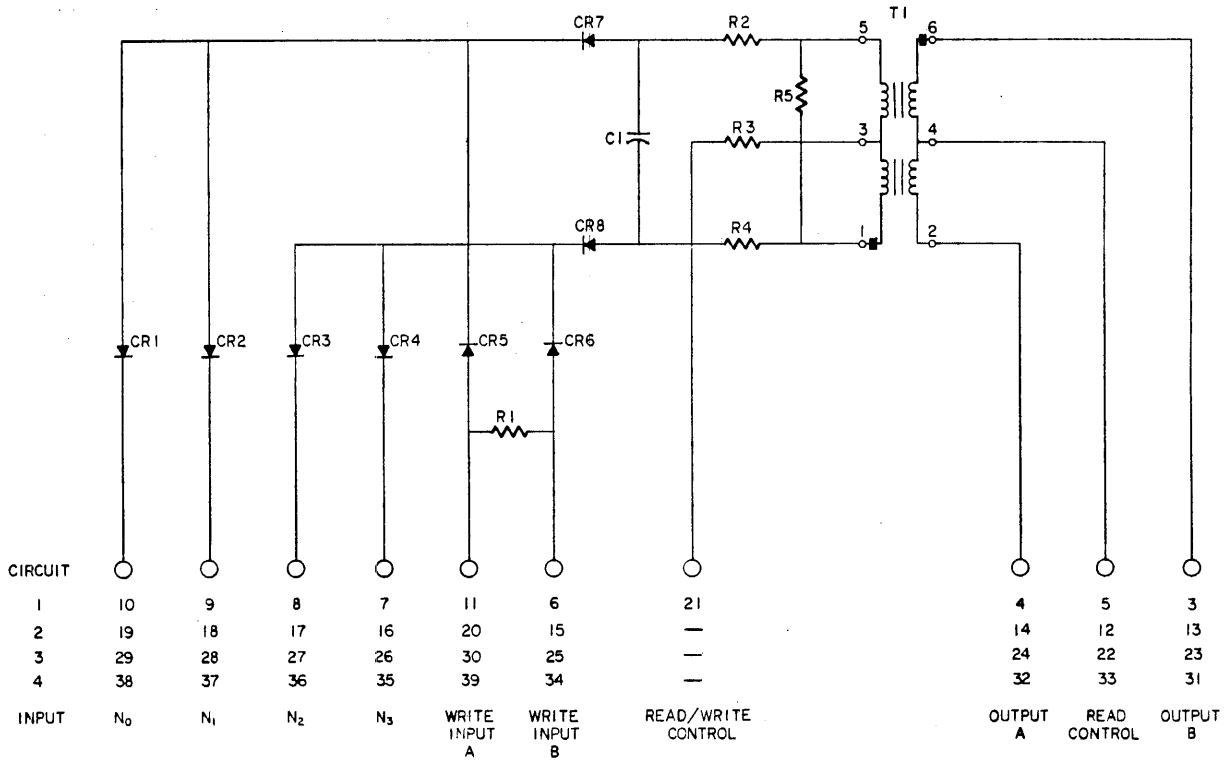 T1
CR7 R2 5 6
R5
C1 R3 3 4
CR8 R4 1 2
CR1 CR2 CR3 CR4 CR5 CR6
R1
CIRCUIT
1 10 9 8 7 11 6 21 4 5 3
2 19 18 17 16 20 15 — 14 12 13
3 29 28 27 26 30 25 — 24 22 23
4 38 37 36 35 39 34 — 32 33 31
INPUT N₀ N₁ N₂ N₃ WRITE WRITE READ/WRITE OUTPUT READ OUTPUT
INPUT INPUT CONTROL A CONTROL B
A B